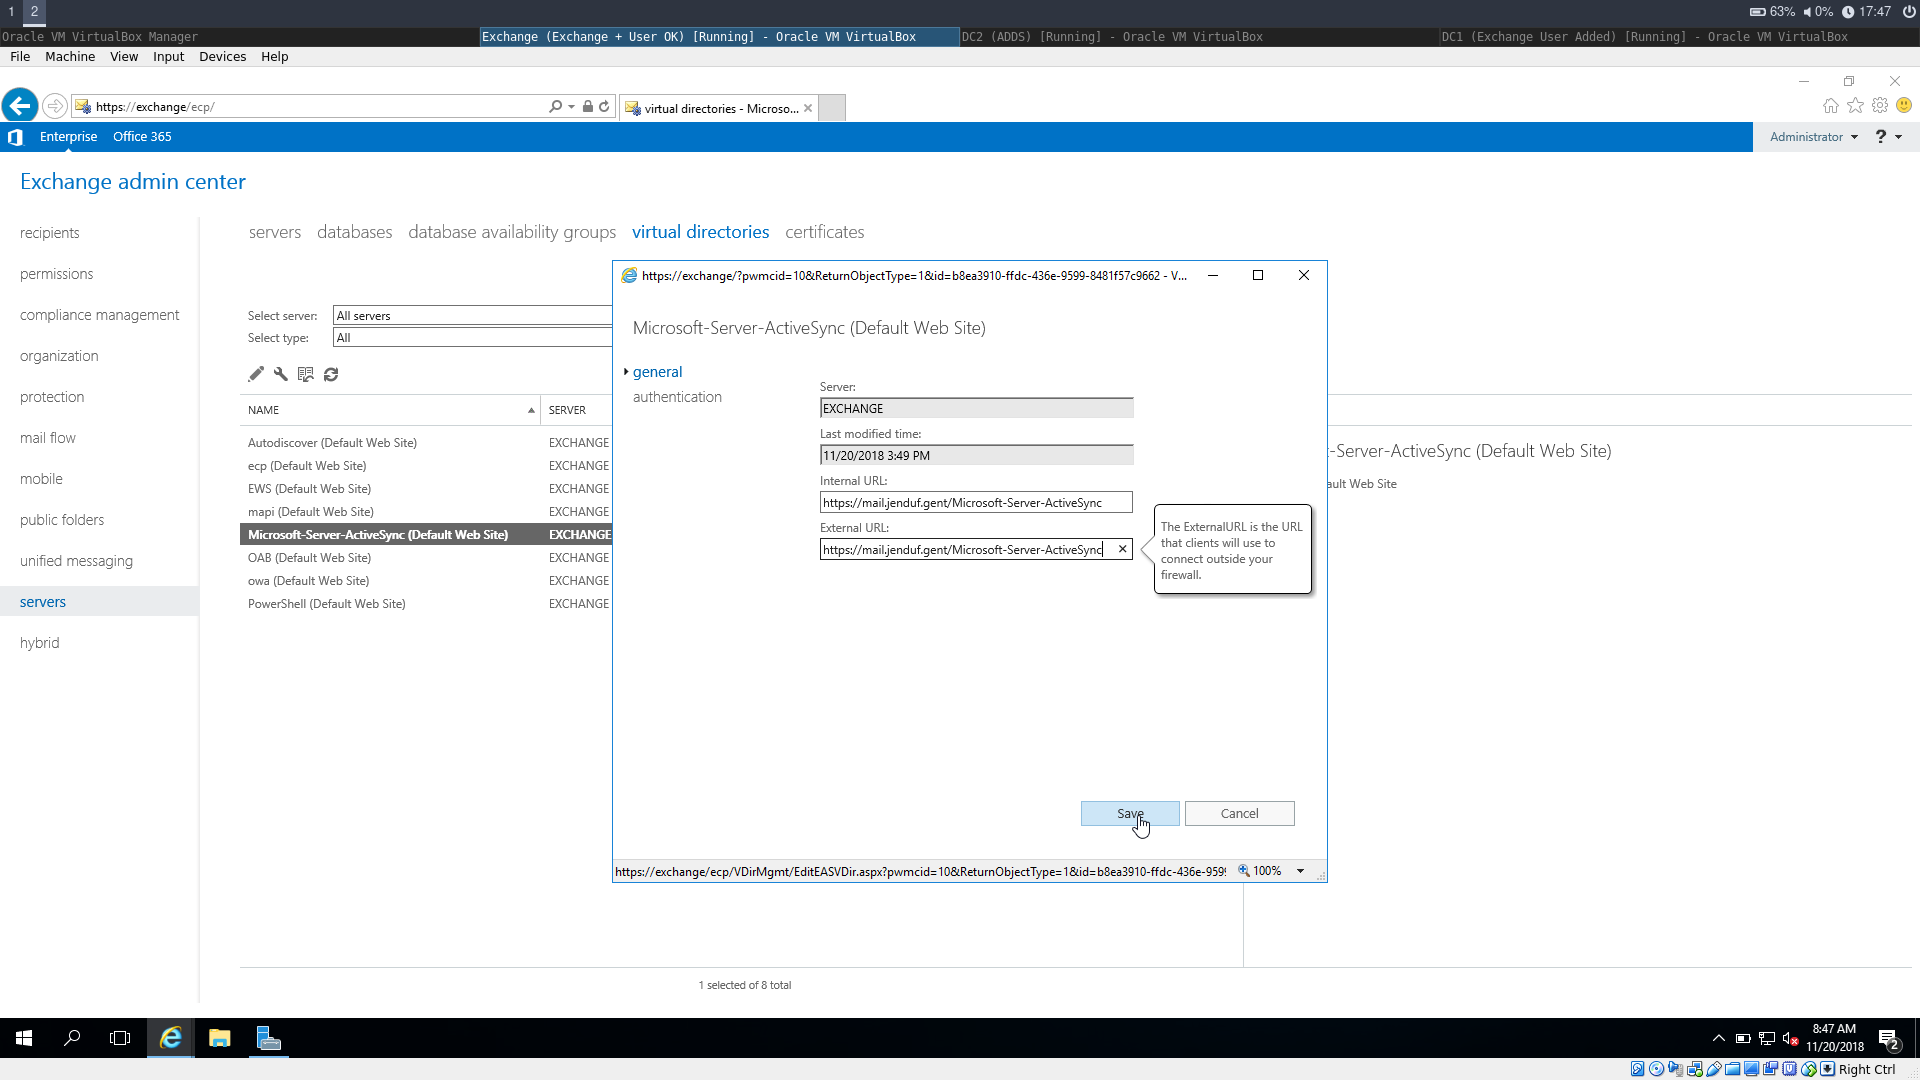 1 2 63% 0% 17:47
Oracle VM VirtualBox Manager Exchange (Exchange + User OK) [Running] - Oracle VM VirtualBox DC2 (ADDS) [Running] - Oracle VM VirtualBox DC1 (Exchange User Added) [Running] - Oracle VM VirtualBox
File Machine View Input Devices Help
https://exchange/ecp/ virtual directories - Microso...
Enterprise Office 365 Administrator ?
Exchange admin center
recipients
permissions
compliance management
organization
protection
mail flow
mobile
public folders
unified messaging
servers
hybrid
servers databases database availability groups virtual directories certificates
Select server: All servers
Select type: All
NAME SERVER
Autodiscover (Default Web Site) EXCHANGE
ecp (Default Web Site) EXCHANGE
EWS (Default Web Site) EXCHANGE
mapi (Default Web Site) EXCHANGE
Microsoft-Server-ActiveSync (Default Web Site) EXCHANGE
OAB (Default Web Site) EXCHANGE
owa (Default Web Site) EXCHANGE
PowerShell (Default Web Site) EXCHANGE
1 selected of 8 total
https://exchange/?pwmcid=10&ReturnObjectType=1&id=b8ea3910-ffdc-436e-9599-8481f57c9662 - V...
Microsoft-Server-ActiveSync (Default Web Site)
general
authentication
Server:
EXCHANGE
Last modified time:
11/20/2018 3:49 PM
Internal URL:
https://mail.jenduf.gent/Microsoft-Server-ActiveSync
External URL:
https://mail.jenduf.gent/Microsoft-Server-ActiveSync
The ExternalURL is the URL
that clients will use to
connect outside your
firewall.
Save Cancel
https://exchange/ecp/VDirMgmt/EditEASVDir.aspx?pwmcid=10&ReturnObjectType=1&id=b8ea3910-ffdc-436e-959 100%
t-Server-ActiveSync (Default Web Site)
ault Web Site
8:47 AM
11/20/2018
2
Right Ctrl